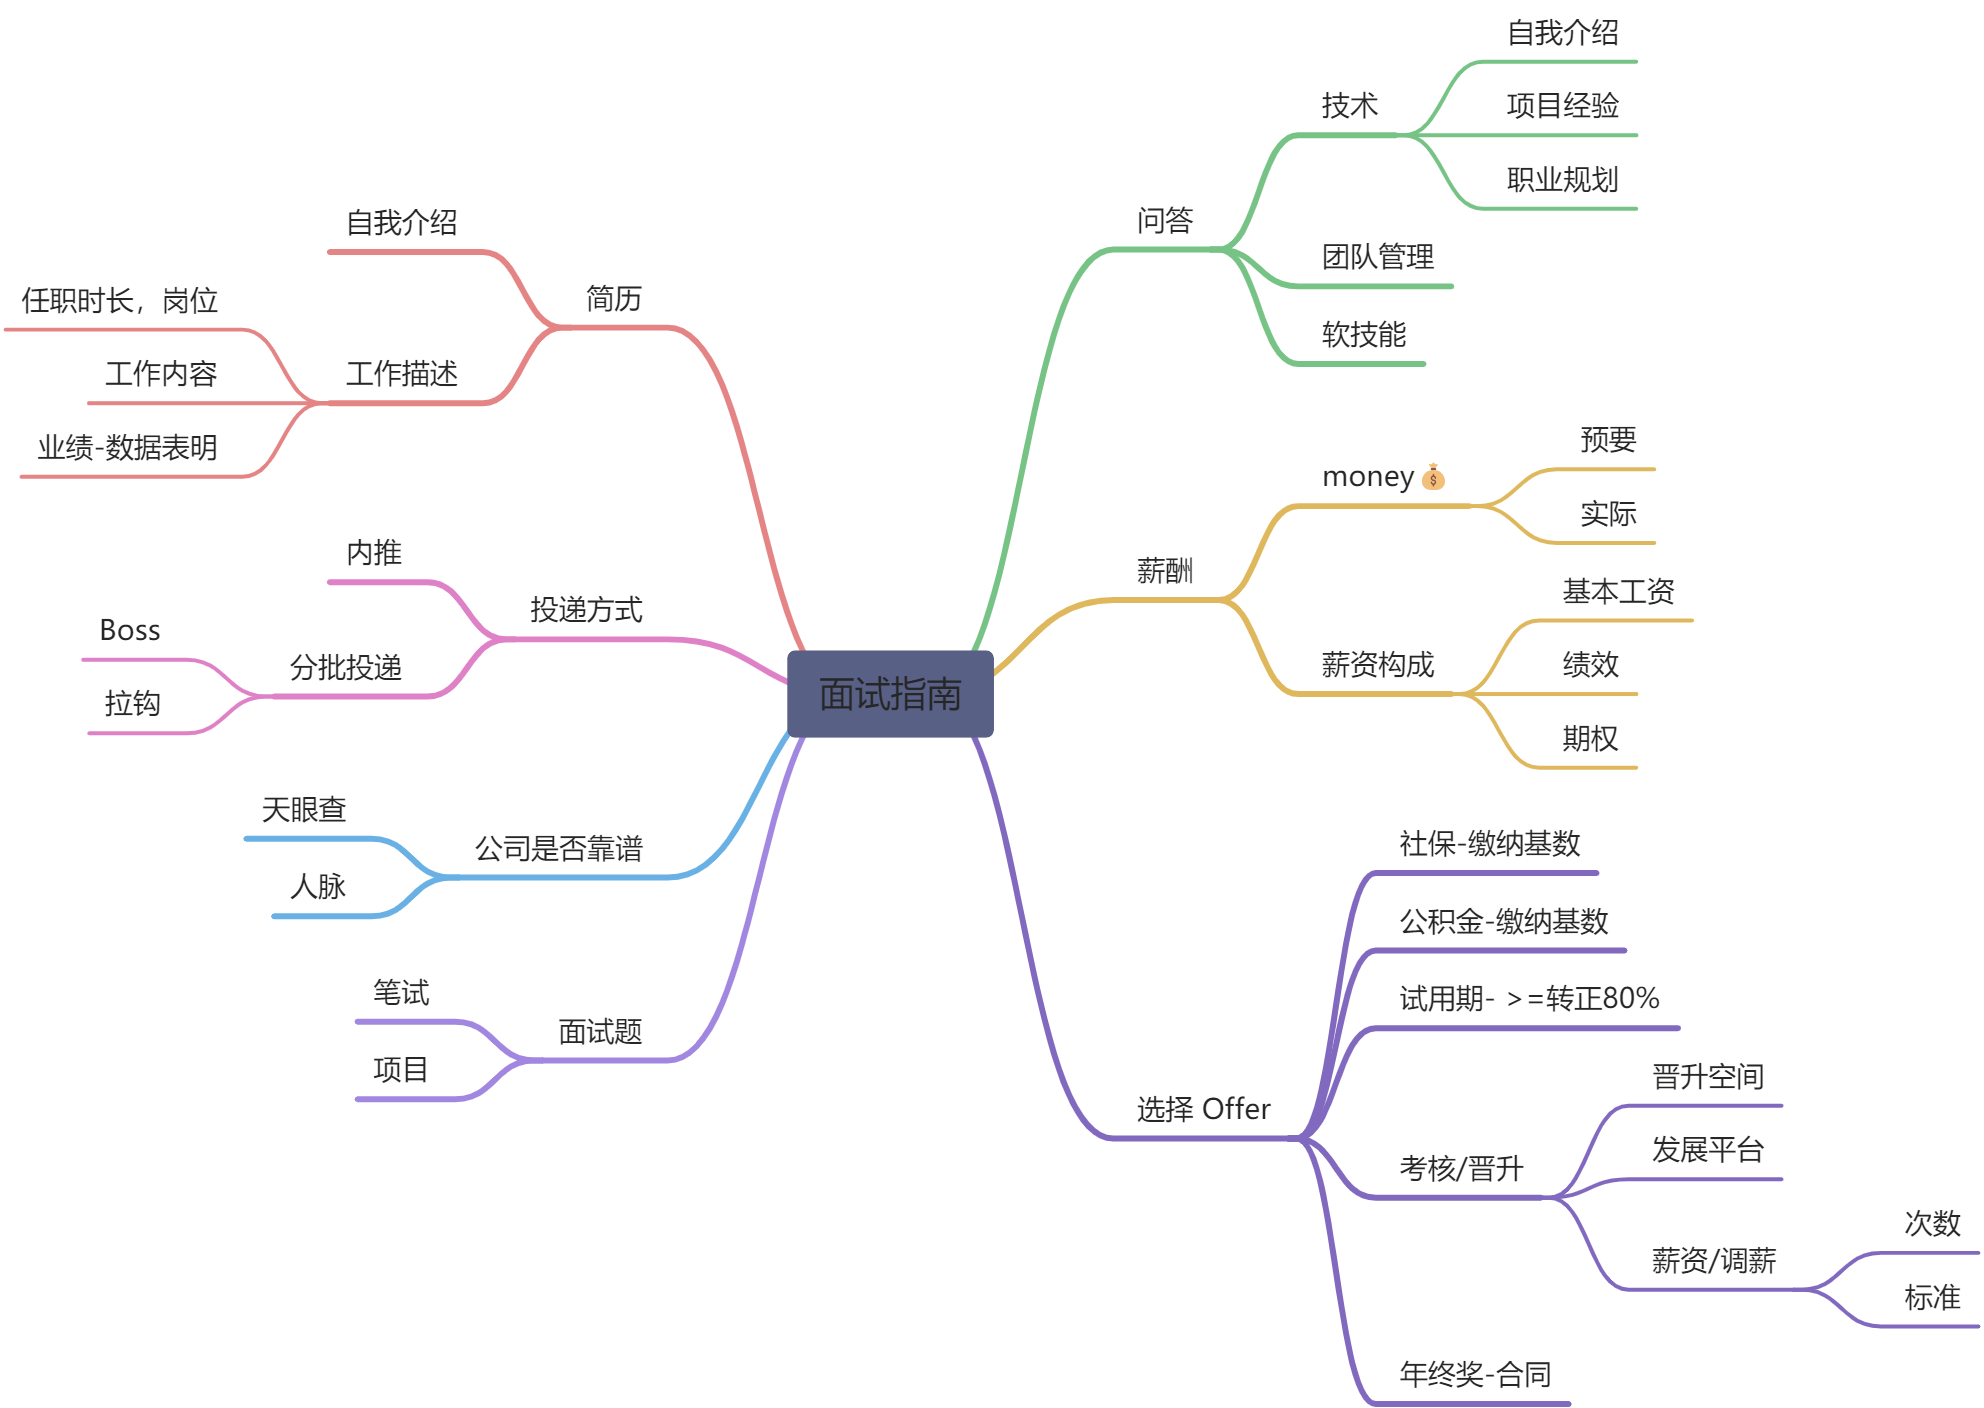 面试指南
简历
自我介绍
工作描述
任职时长，岗位
工作内容
业绩-数据表明
投递方式
内推
分批投递
Boss
拉钩
公司是否靠谱
天眼查
人脉
面试题
笔试
项目
问答
技术
自我介绍
项目经验
职业规划
团队管理
软技能
薪酬
money💰
预要
实际
薪资构成
基本工资
绩效
期权
选择 Offer
社保-缴纳基数
公积金-缴纳基数
试用期- >=转正80%
考核/晋升
晋升空间
发展平台
薪资/调薪
次数
标准
年终奖-合同